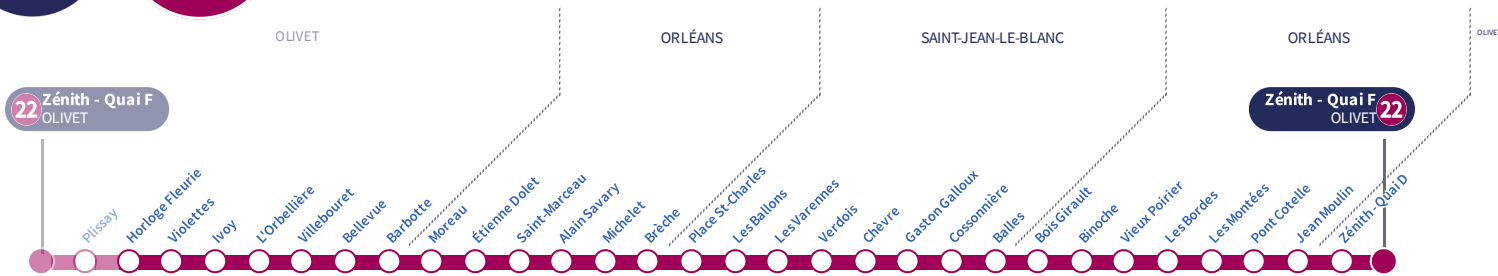 OLIVET
ORLÉANS
SAINT-JEAN-LE-BLANC
ORLÉANS
OLIVE
22
Zénith - Quai F
OLIVET
Zénith - Quai F
OLIVET
22
Plissay
Horloge Fleurie
Violettes
Ivoy
L'Orbellière
Villebouret
Bellevue
Barbotte
Moreau
Étienne Dolet
Saint-Marceau
Alain Savary
Michelet
Brèche
Place St-Charles
Les Ballons
Les Varennes
Verdois
Chèvre
Gaston Galloux
Cossonnière
Balles
Bois Girault
Binoche
Vieux Poirier
Les Bordes
Les Montées
Pont Cotelle
Jean Moulin
Zénith - Quai D